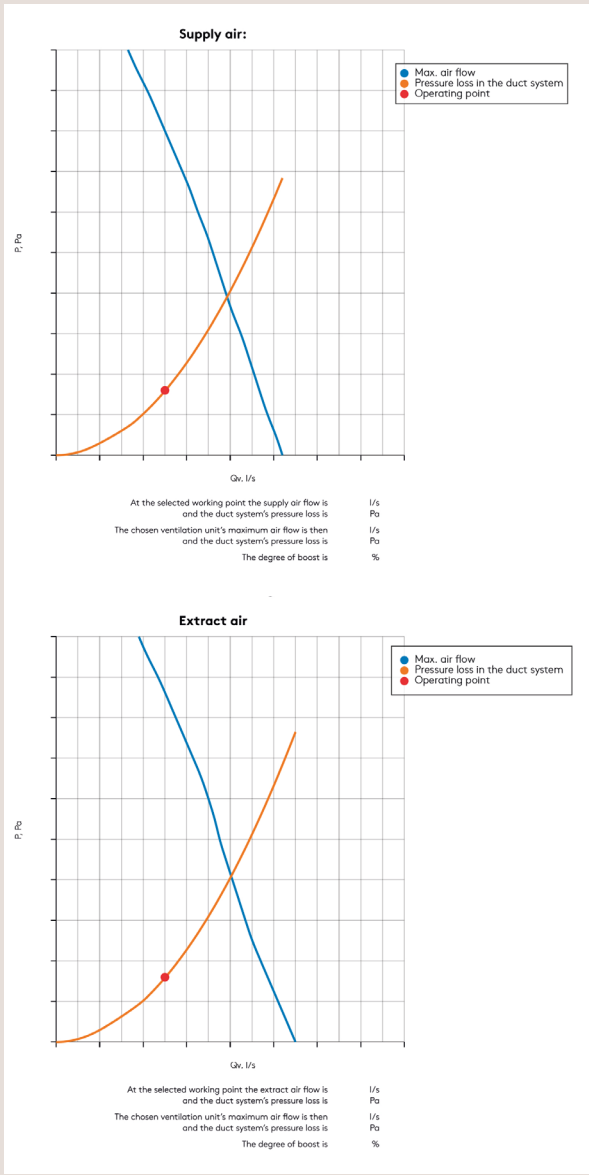 Supply air:
Max. air flow
Pressure loss in the duct system
Operating point
P, Pa
Qv, l/s
At the selected working point the supply air flow is l/s
and the duct system's pressure loss is Pa
The chosen ventilation unit's maximum air flow is then l/s
and the duct system's pressure loss is Pa
The degree of boost is %
Extract air
Max. air flow
Pressure loss in the duct system
Operating point
P, Pa
Qv, l/s
At the selected working point the extract air flow is l/s
and the duct system's pressure loss is Pa
The chosen ventilation unit's maximum air flow is then l/s
and the duct system's pressure loss is Pa
The degree of boost is %